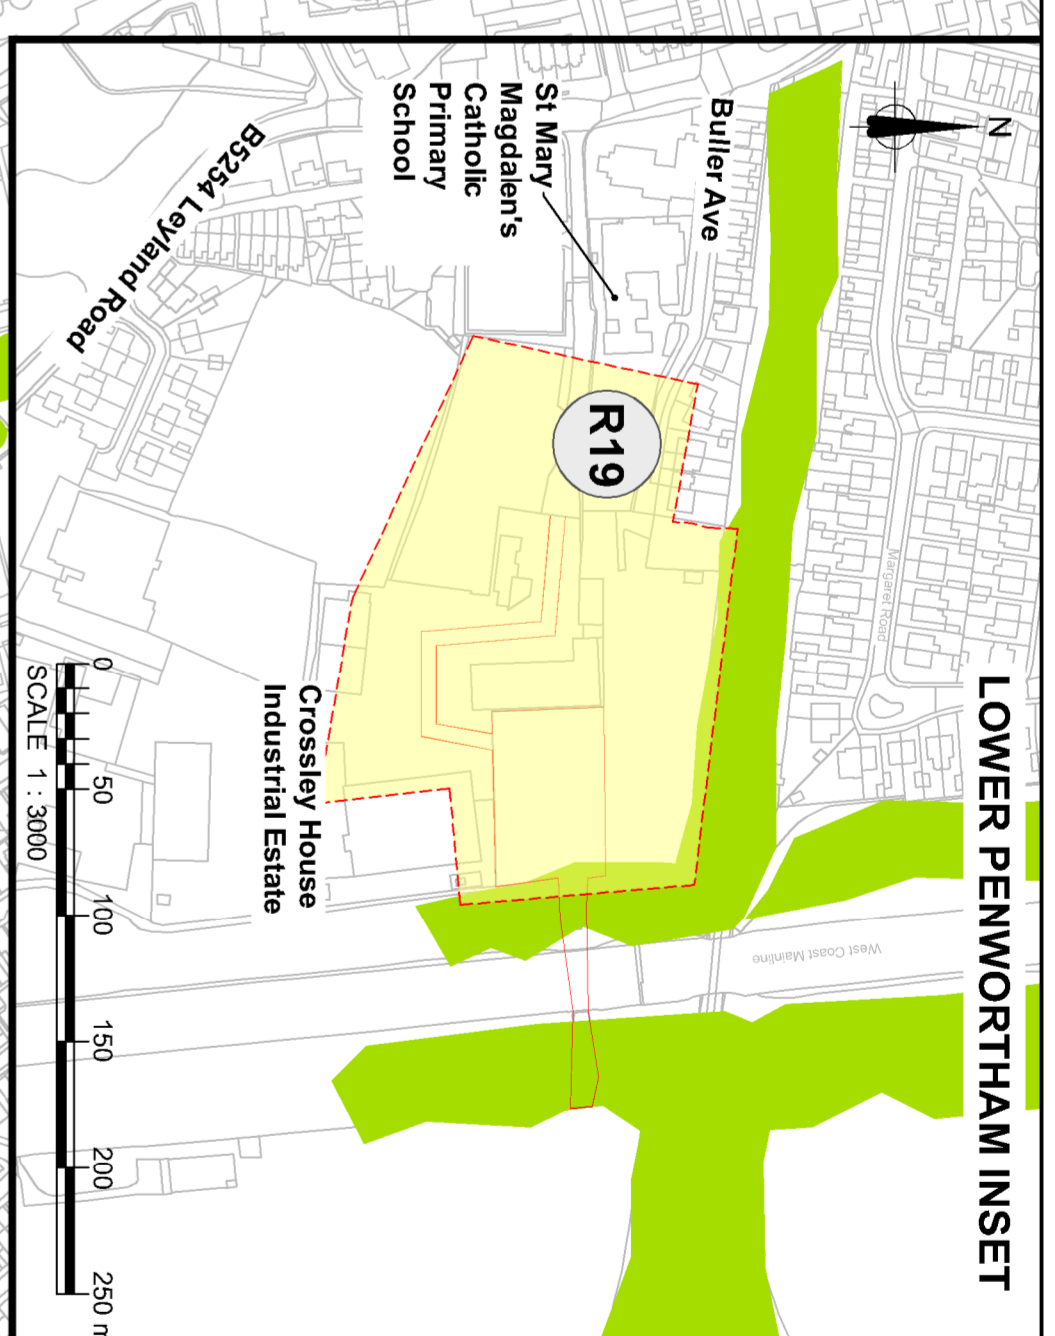 LOWER PENWORTHAM INSET
N
Margaret Road
Buller Ave
St Mary
Magdalen's
Catholic
Primary
School
R19
West Coast Mainline
B5254 Leyland Road
Crossley House
Industrial Estate
0 50 100 150 200 250 m
SCALE 1 : 3000